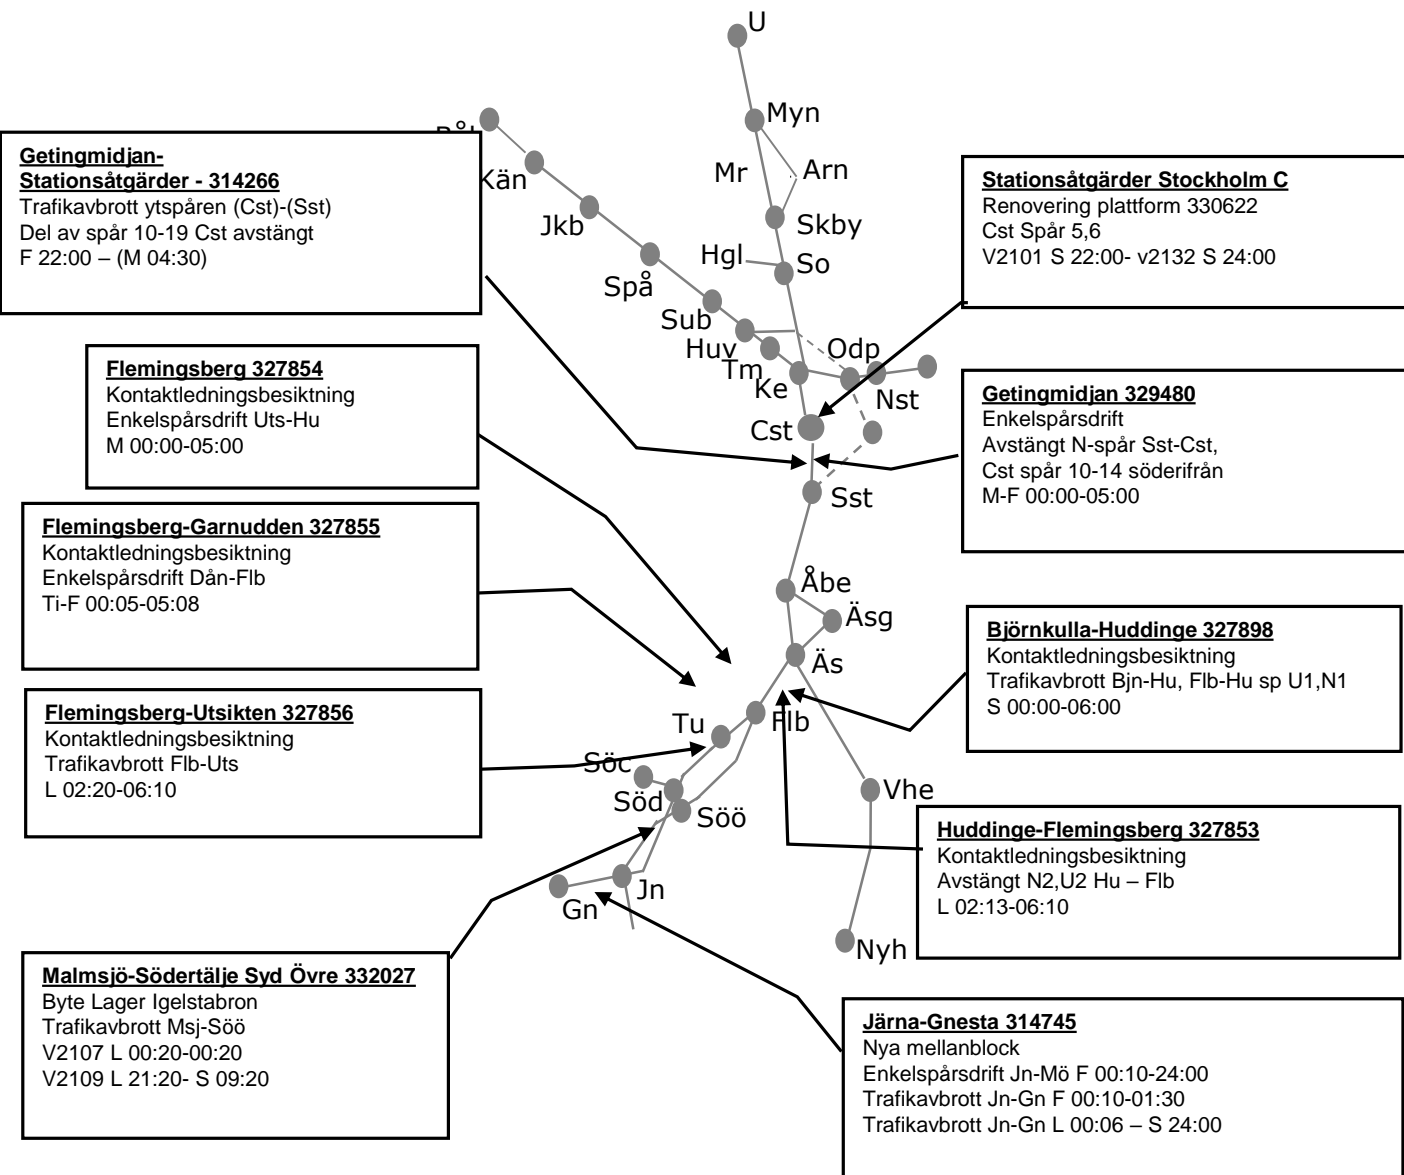 U
Myn
Mr
Arn
Skby
Hgl
So
Kän
Jkb
Spå
Sub
Huv
Tm
Ke
Odp
Nst
Cst
Sst
Åbe
Äsg
Äs
Flb
Tu
Söc
Söd
Söö
Jn
Gn
Vhe
Nyh
Getingmidjan-
Stationsåtgärder - 314266
Trafikavbrott ytspåren (Cst)-(Sst)
Del av spår 10-19 Cst avstängt
F 22:00 – (M 04:30)
Flemingsberg 327854
Kontaktledningsbesiktning
Enkelspårsdrift Uts-Hu
M 00:00-05:00
Flemingsberg-Garnudden 327855
Kontaktledningsbesiktning
Enkelspårsdrift Dån-Flb
Ti-F 00:05-05:08
Flemingsberg-Utsikten 327856
Kontaktledningsbesiktning
Trafikavbrott Flb-Uts
L 02:20-06:10
Malmsjö-Södertälje Syd Övre 332027
Byte Lager Igelstabron
Trafikavbrott Msj-Söö
V2107 L 00:20-00:20
V2109 L 21:20- S 09:20
Stationsåtgärder Stockholm C
Renovering plattform 330622
Cst Spår 5,6
V2101 S 22:00- v2132 S 24:00
Getingmidjan 329480
Enkelspårsdrift
Avstängt N-spår Sst-Cst,
Cst spår 10-14 söderifrån
M-F 00:00-05:00
Björnkulla-Huddinge 327898
Kontaktledningsbesiktning
Trafikavbrott Bjn-Hu, Flb-Hu sp U1,N1
S 00:00-06:00
Huddinge-Flemingsberg 327853
Kontaktledningsbesiktning
Avstängt N2,U2 Hu – Flb
L 02:13-06:10
Järna-Gnesta 314745
Nya mellanblock
Enkelspårsdrift Jn-Mö F 00:10-24:00
Trafikavbrott Jn-Gn F 00:10-01:30
Trafikavbrott Jn-Gn L 00:06 – S 24:00